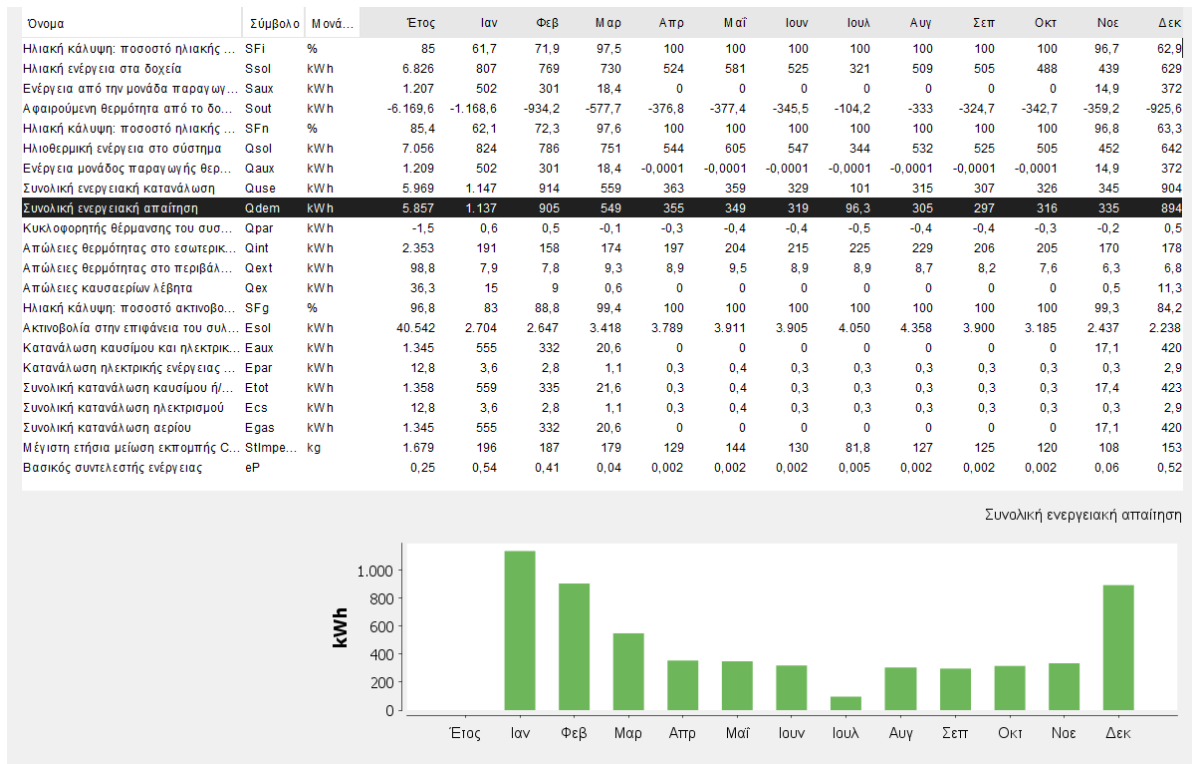 Όνομα Σύμβολο Μονά... Έτος Ιαν Φεβ Μαρ Απρ Μαΐ Ιουν Ιουλ Αυγ Σεπ Οκτ Νοε Δεκ
Ηλιακή κάλυψη: ποσοστό ηλιακής ... SFi % 85 61,7 71,9 97,5 100 100 100 100 100 100 100 96,7 62,9
Ηλιακή ενέργεια στα δοχεία Ssol kWh 6.826 807 769 730 524 581 525 321 509 505 488 439 629
Ενέργεια από την μονάδα παραγωγ... Saux kWh 1.207 502 301 18,4 0 0 0 0 0 0 0 14,9 372
Αφαιρούμενη θερμότητα από το δο... Sout kWh -6.169,6 -1.168,6 -934,2 -577,7 -376,8 -377,4 -345,5 -104,2 -333 -324,7 -342,7 -359,2 -925,6
Ηλιακή κάλυψη: ποσοστό ηλιακής ... SFn % 85,4 62,1 72,3 97,6 100 100 100 100 100 100 100 96,8 63,3
Ηλιοθερμική ενέργεια στο σύστημα Qsol kWh 7.056 824 786 751 544 605 547 344 532 525 505 452 642
Ενέργεια μονάδος παραγωγής θερ... Qaux kWh 1.209 502 301 18,4 -0,0001 -0,0001 -0,0001 -0,0001 -0,0001 -0,0001 -0,0001 14,9 372
Συνολική ενεργειακή κατανάλωση Quse kWh 5.969 1.147 914 559 363 359 329 101 315 307 326 345 904
Συνολική ενεργειακή απαίτηση Qdem kWh 5.857 1.137 905 549 355 349 319 96,3 305 297 316 335 894
Κυκλοφορητής θέρμανσης του συσ... Qpar kWh -1,5 0,6 0,5 -0,1 -0,3 -0,4 -0,4 -0,5 -0,4 -0,4 -0,3 -0,2 0,5
Απώλειες θερμότητας στο εσωτερικ... Qint kWh 2.353 191 158 174 197 204 215 225 229 206 205 170 178
Απώλειες θερμότητας στο περιβάλ... Qext kWh 98,8 7,9 7,8 9,3 8,9 9,5 8,9 8,9 8,7 8,2 7,6 6,3 6,8
Απώλειες καυσαερίων λέβητα Qex kWh 36,3 15 9 0,6 0 0 0 0 0 0 0 0,5 11,3
Ηλιακή κάλυψη: ποσοστό ακτινοβο... SFg % 96,8 83 88,8 99,4 100 100 100 100 100 100 100 99,3 84,2
Ακτινοβολία στην επιφάνεια του συλ... Esol kWh 40.542 2.704 2.647 3.418 3.789 3.911 3.905 4.050 4.358 3.900 3.185 2.437 2.238
Κατανάλωση καυσίμου και ηλεκτρικ... Eaux kWh 1.345 555 332 20,6 0 0 0 0 0 0 0 17,1 420
Κατανάλωση ηλεκτρικής ενέργειας ... Epar kWh 12,8 3,6 2,8 1,1 0,3 0,4 0,3 0,3 0,3 0,3 0,3 0,3 2,9
Συνολική κατανάλωση καυσίμου ή/... Etot kWh 1.358 559 335 21,6 0,3 0,4 0,3 0,3 0,3 0,3 0,3 17,4 423
Συνολική κατανάλωση ηλεκτρισμού Ecs kWh 12,8 3,6 2,8 1,1 0,3 0,4 0,3 0,3 0,3 0,3 0,3 0,3 2,9
Συνολική κατανάλωση αερίου Egas kWh 1.345 555 332 20,6 0 0 0 0 0 0 0 17,1 420
Μέγιστη ετήσια μείωση εκπομπής C... StImpe... kg 1.679 196 187 179 129 144 130 81,8 127 125 120 108 153
Βασικός συντελεστής ενέργειας eP 0,25 0,54 0,41 0,04 0,002 0,002 0,002 0,005 0,002 0,002 0,002 0,06 0,52
Συνολική ενεργειακή απαίτηση
kWh
1.000
800
600
400
200
0
Έτος Ιαν Φεβ Μαρ Απρ Μαΐ Ιουν Ιουλ Αυγ Σεπ Οκτ Νοε Δεκ